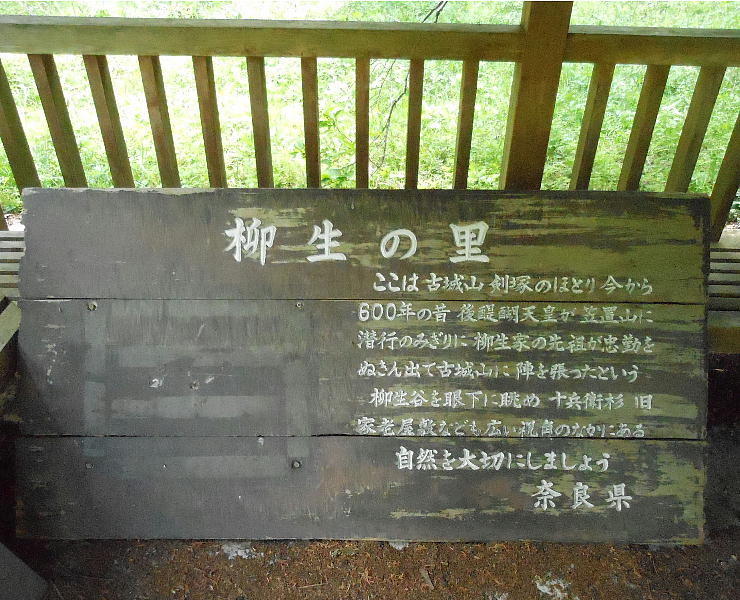 柳生の里
ここは 古城山 剣塚のほとり 今から
600年の昔 後醍醐天皇が 笠置山に
潜行のみぎりに 柳生家の先祖が忠勤を
ぬきん出て古城山に 陣を張ったという
柳生谷を眼下に眺め 十兵衛杉 旧
家老屋敷なども広い視角のなかにある
自然を大切にしましょう
奈良県